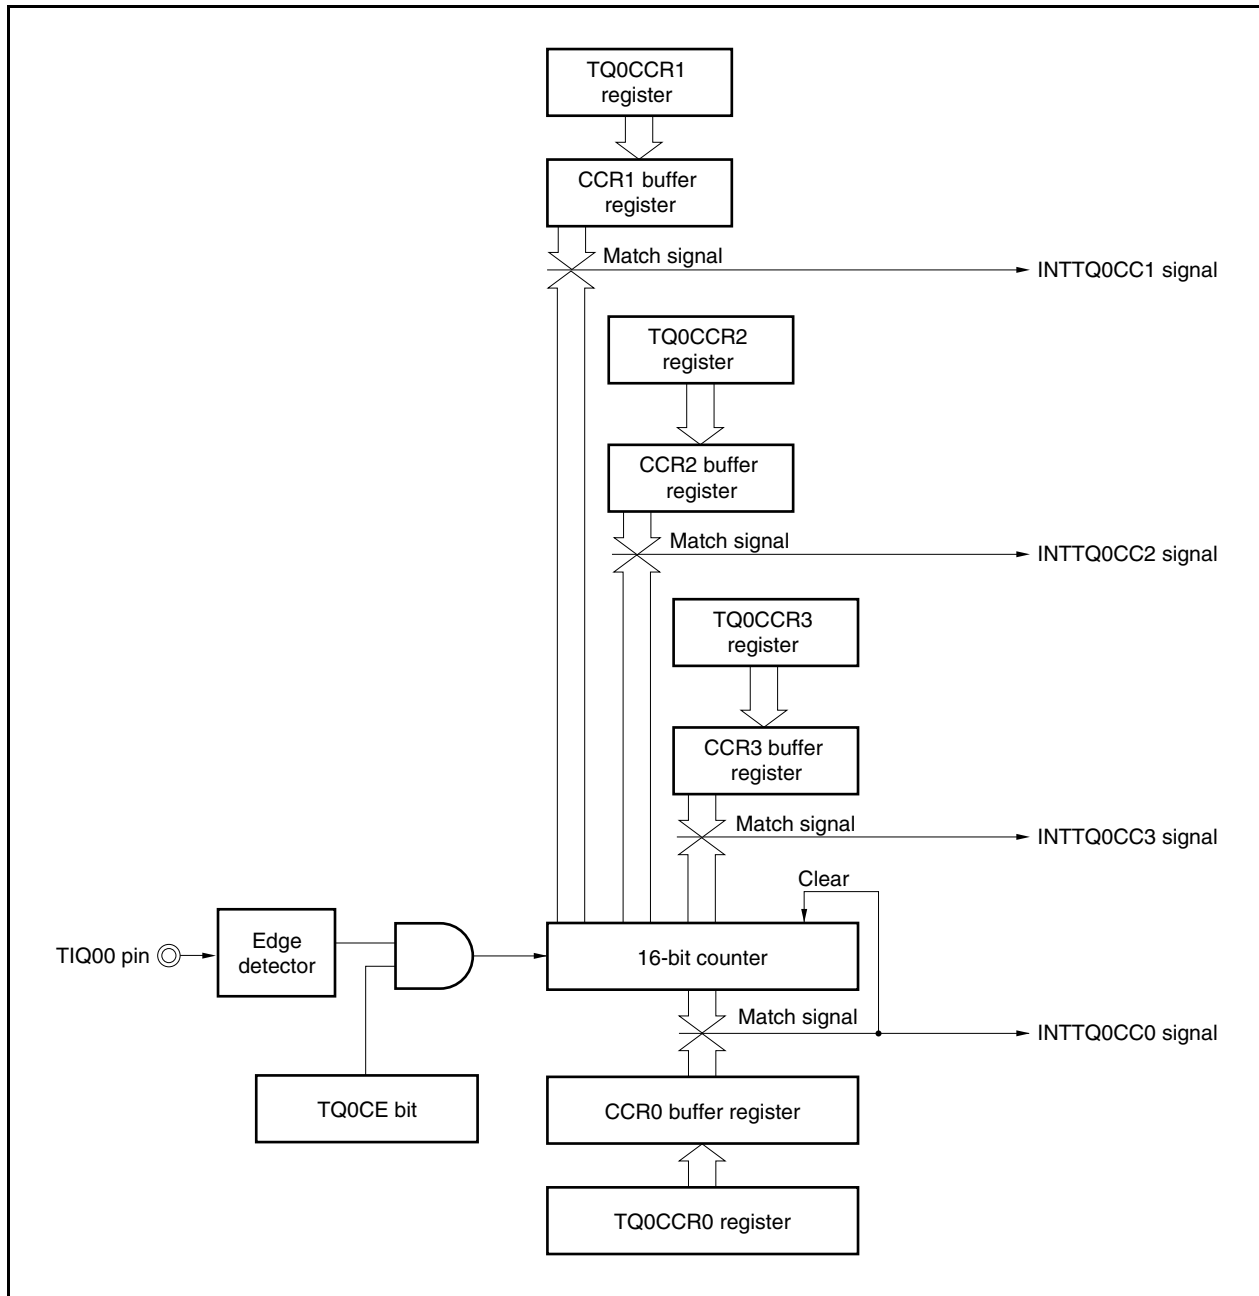 TQ0CCR1
register
CCR1 buffer
register
Match signal
INTTQ0CC1 signal
TQ0CCR2
register
CCR2 buffer
register
Match signal
INTTQ0CC2 signal
TQ0CCR3
register
CCR3 buffer
register
Match signal
INTTQ0CC3 signal
Clear
TIQ00 pin
Edge
detector
16-bit counter
Match signal
INTTQ0CC0 signal
TQ0CE bit
CCR0 buffer register
TQ0CCR0 register